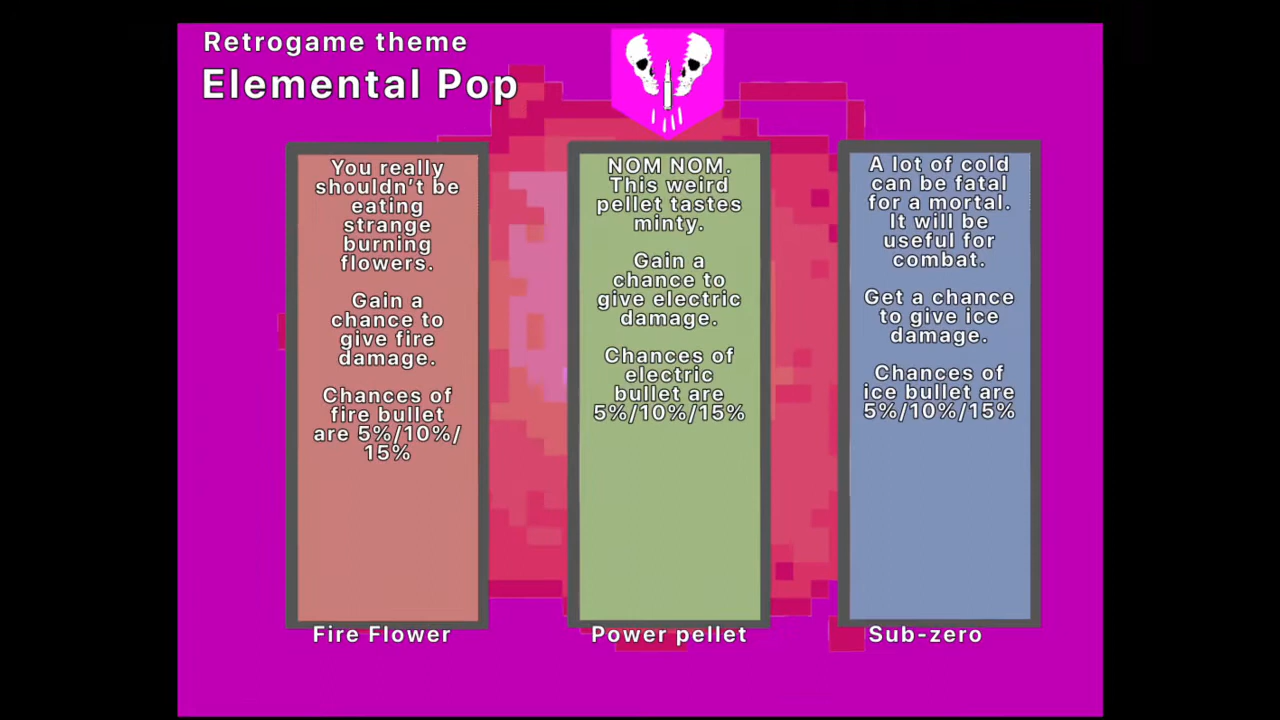 Retrogame theme
Elemental Pop
You really
shouldn't be
eating
strange
burning
flowers.
Gain a
chance to
give fire
damage.
Chances of
fire bullet
are 5%/10%/
15%
Fire Flower
NOM NOM.
This weird
pellet tastes
minty.
Gain a
chance to
give electric
damage.
Chances of
electric
bullet are
5%/10%/15%
Power pellet
A lot of cold
can be fatal
for a mortal.
It will be
useful for
combat.
Get a chance
to give ice
damage.
Chances of
ice bullet are
5%/10%/15%
Sub-zero